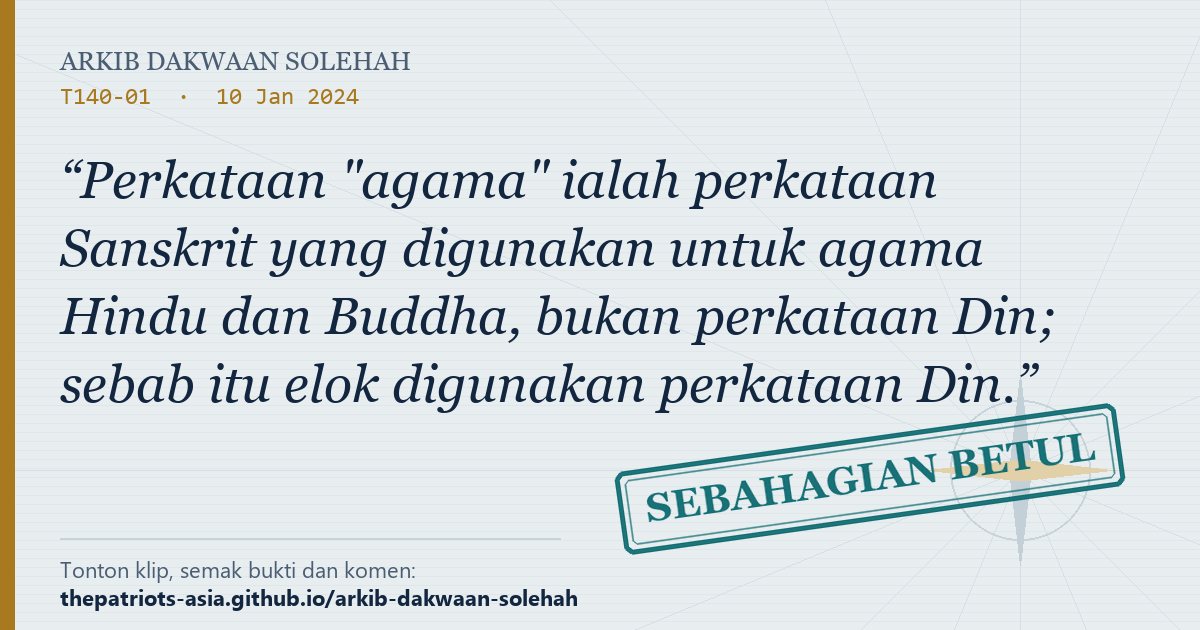 ARKIB DAKWAAN SOLEHAH
T140-01 · 10 Jan 2024
“Perkataan "agama" ialah perkataan
Sanskrit yang digunakan untuk agama
Hindu dan Buddha, bukan perkataan Din;
sebab itu elok digunakan perkataan Din.”
SEBAHAGIAN BETUL
Tonton klip, semak bukti dan komen:
thepatriots-asia.github.io/arkib-dakwaan-solehah